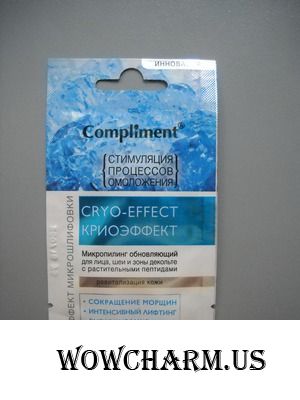 ИННОВА
Compliment®
СТИМУЛЯЦИЯ
ПРОЦЕССОВ
ОМОЛОЖЕНИЯ
CRYO-EFFECT
КРИОЭФФЕКТ
Микропилинг обновляющий
для лица, шеи и зоны декольте
с растительными пептидами
ревитализация кожи
ЭФФЕКТ МИКРОШЛИФОВКИ
• СОКРАЩЕНИЕ МОРЩИН
• ИНТЕНСИВНЫЙ ЛИФТИНГ
WOWCHARM.US